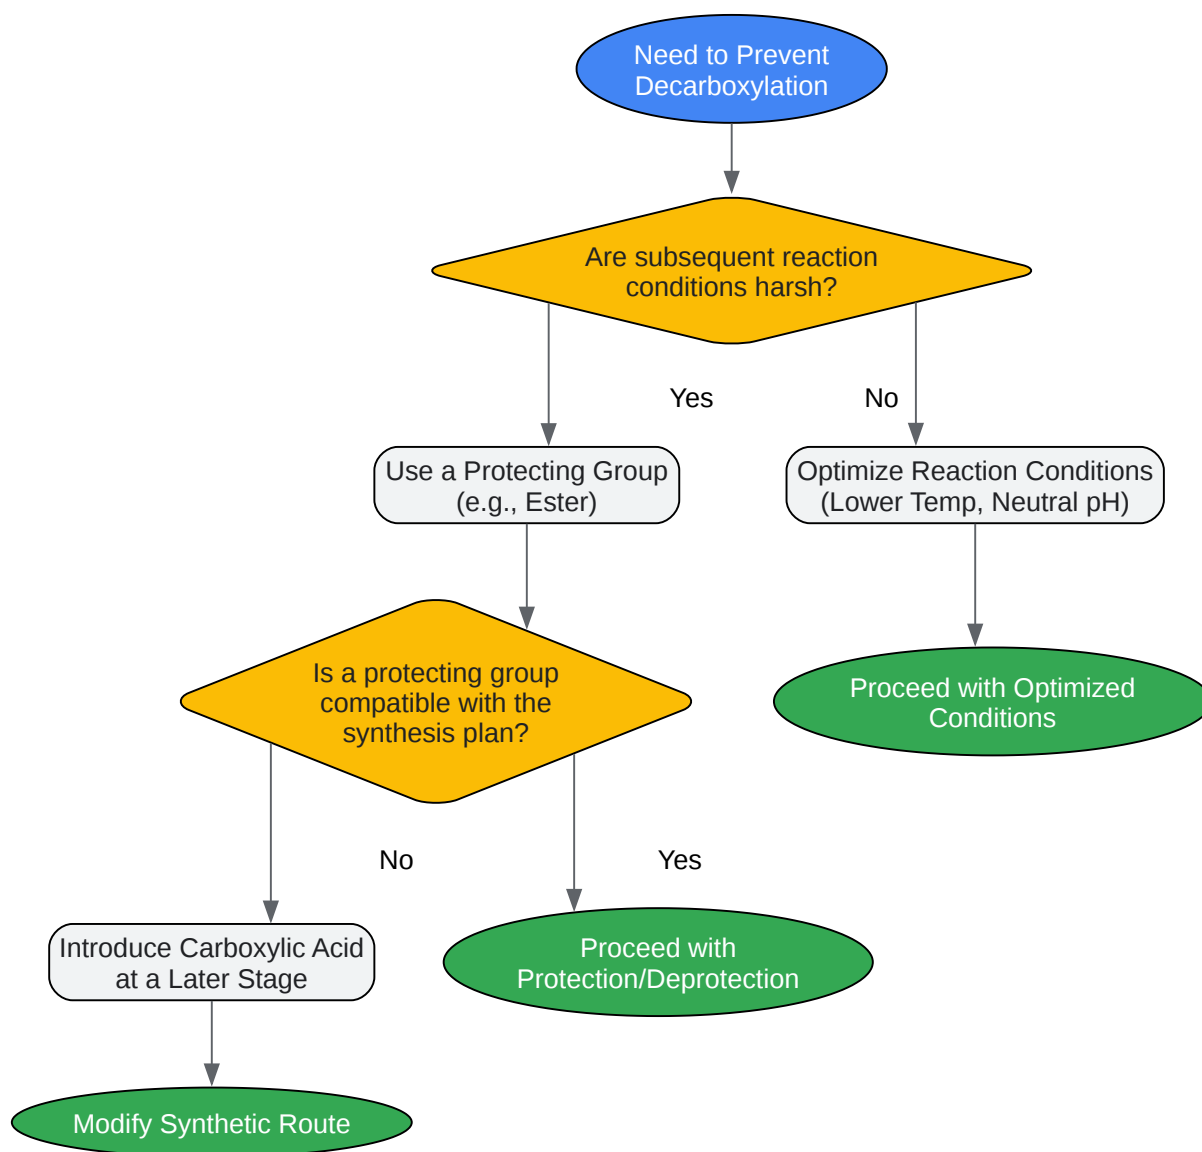 Need to Prevent
Decarboxylation
Are subsequent reaction
conditions harsh?
Yes
No
Use a Protecting Group
(e.g., Ester)
Optimize Reaction Conditions
(Lower Temp, Neutral pH)
Is a protecting group
compatible with the
synthesis plan?
Proceed with Optimized
Conditions
No
Yes
Introduce Carboxylic Acid
at a Later Stage
Proceed with
Protection/Deprotection
Modify Synthetic Route